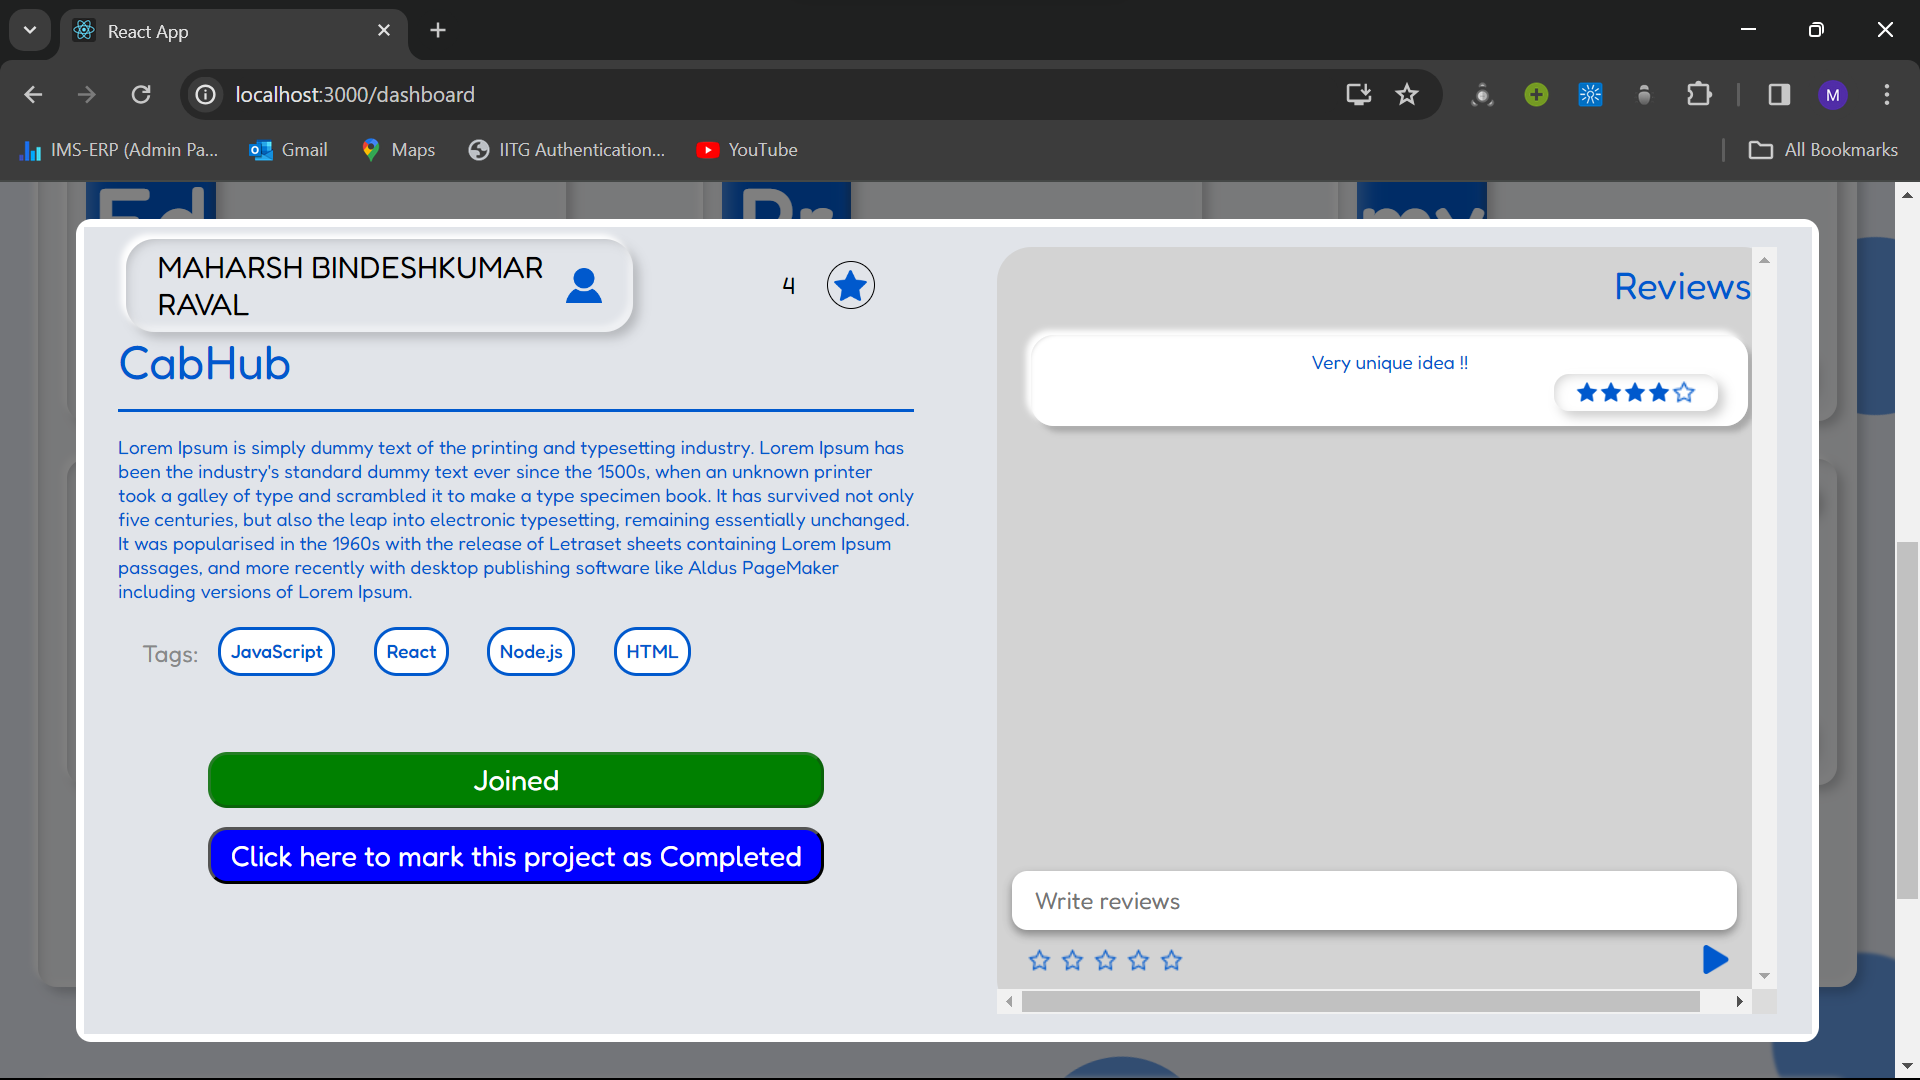 React App
localhost:3000/dashboard
M
IMS-ERP (Admin Pa...
Gmail
Maps
IITG Authentication...
YouTube
All Bookmarks
Ed
Pr
my
MAHARSH BINDESHKUMAR
RAVAL
4
CabHub
Lorem Ipsum is simply dummy text of the printing and typesetting industry. Lorem Ipsum has
been the industry's standard dummy text ever since the 1500s, when an unknown printer
took a galley of type and scrambled it to make a type specimen book. It has survived not only
five centuries, but also the leap into electronic typesetting, remaining essentially unchanged.
It was popularised in the 1960s with the release of Letraset sheets containing Lorem Ipsum
passages, and more recently with desktop publishing software like Aldus PageMaker
including versions of Lorem Ipsum.
Tags:
JavaScript
React
Node.js
HTML
Joined
Click here to mark this project as Completed
Reviews
Very unique idea !!
Write reviews